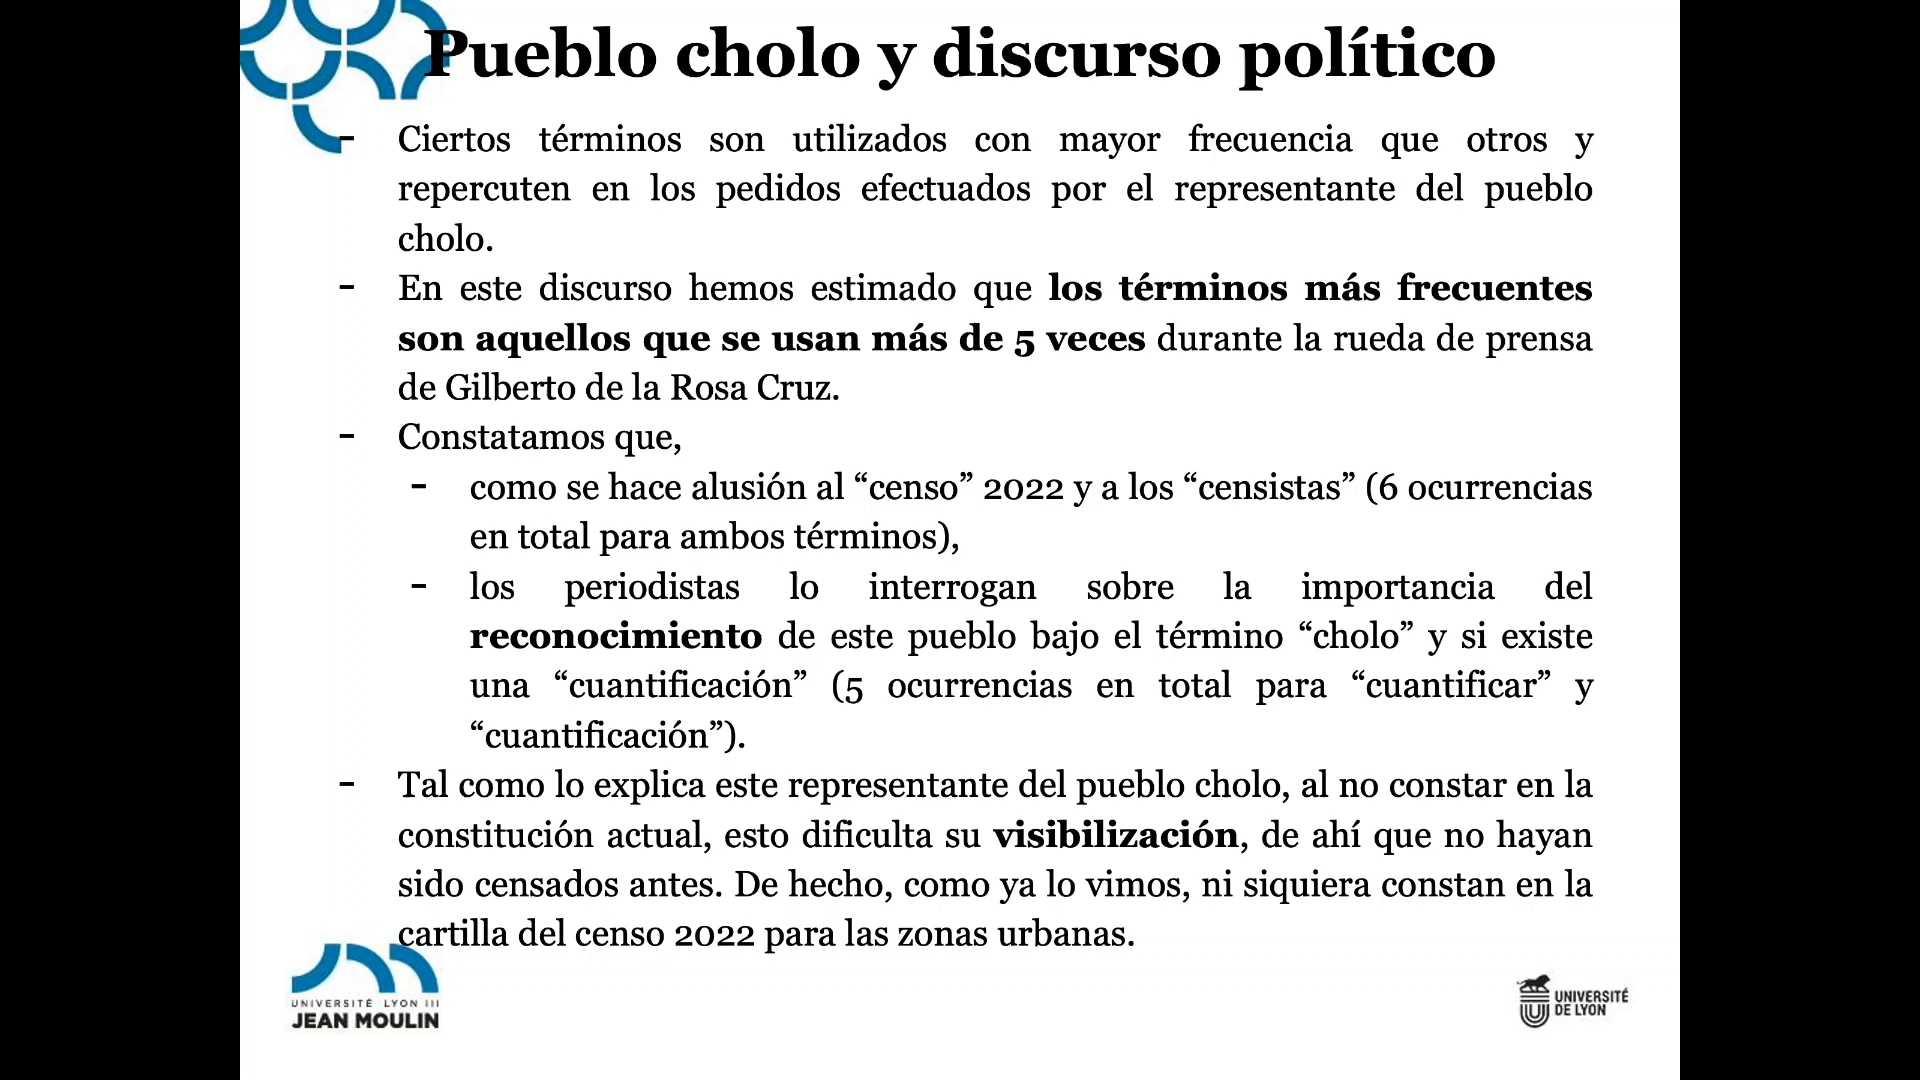 Pueblo cholo y discurso político
- Ciertos términos son utilizados con mayor frecuencia que otros y
repercuten en los pedidos efectuados por el representante del pueblo
cholo.
- En este discurso hemos estimado que los términos más frecuentes
son aquellos que se usan más de 5 veces durante la rueda de prensa
de Gilberto de la Rosa Cruz.
- Constatamos que,
- como se hace alusión al “censo” 2022 y a los “censistas” (6 ocurrencias
en total para ambos términos),
- los periodistas lo interrogan sobre la importancia del
reconocimiento de este pueblo bajo el término “cholo” y si existe
una “cuantificación” (5 ocurrencias en total para “cuantificar” y
“cuantificación”).
- Tal como lo explica este representante del pueblo cholo, al no constar en la
constitución actual, esto dificulta su visibilización, de ahí que no hayan
sido censados antes. De hecho, como ya lo vimos, ni siquiera constan en la
cartilla del censo 2022 para las zonas urbanas.
UNIVERSITÉ LYON III
JEAN MOULIN
UNIVERSITÉ
DE LYON